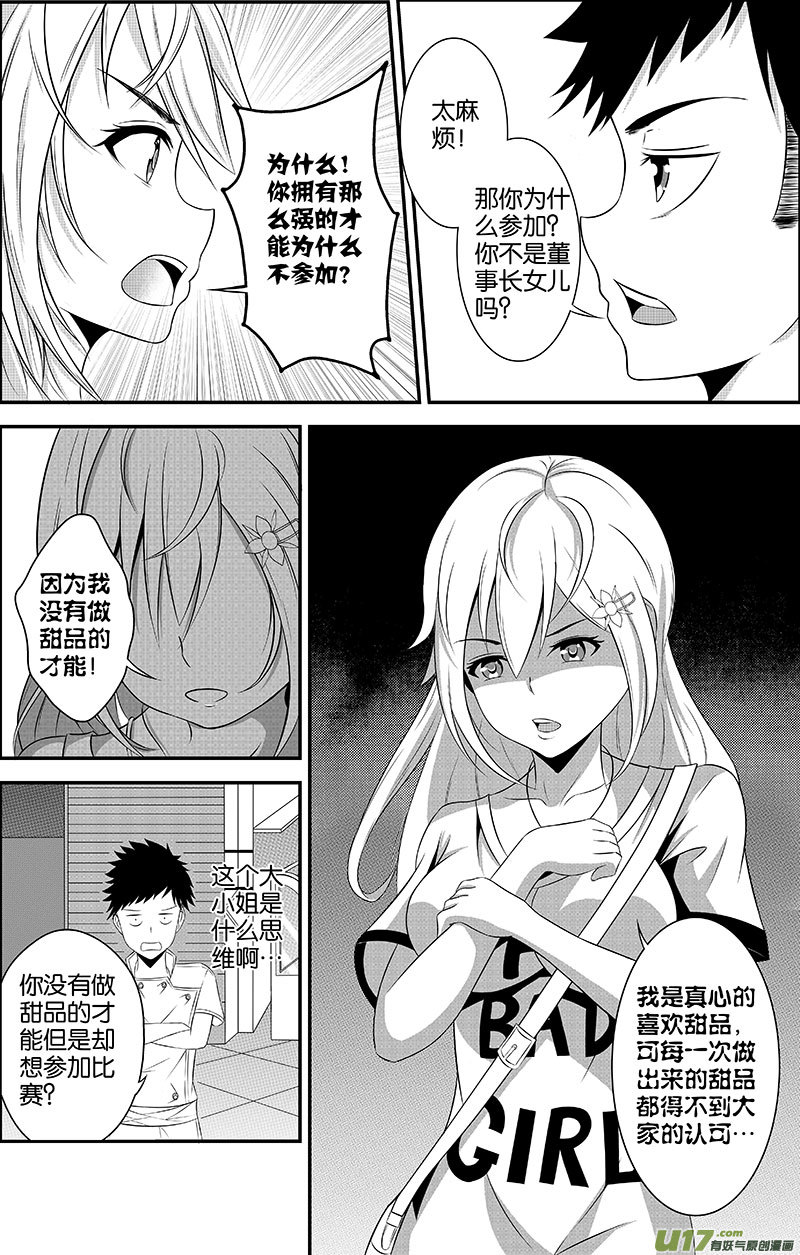 为什么！
你拥有那
么强的才
能为什么
不参加？
太麻
烦！
那你为什
么参加？
你不是董
事长女儿
吗？
因为我
没有做
甜品的
才能！
这个大
小姐是
什么思
维啊…
你没有做
甜品的才
能但是却
想参加比
赛？
我是真心的
喜欢甜品，
可每一次做
出来的甜品
都得不到大
家的认可…
BAD
GIRL
U17.com
有妖气原创漫画